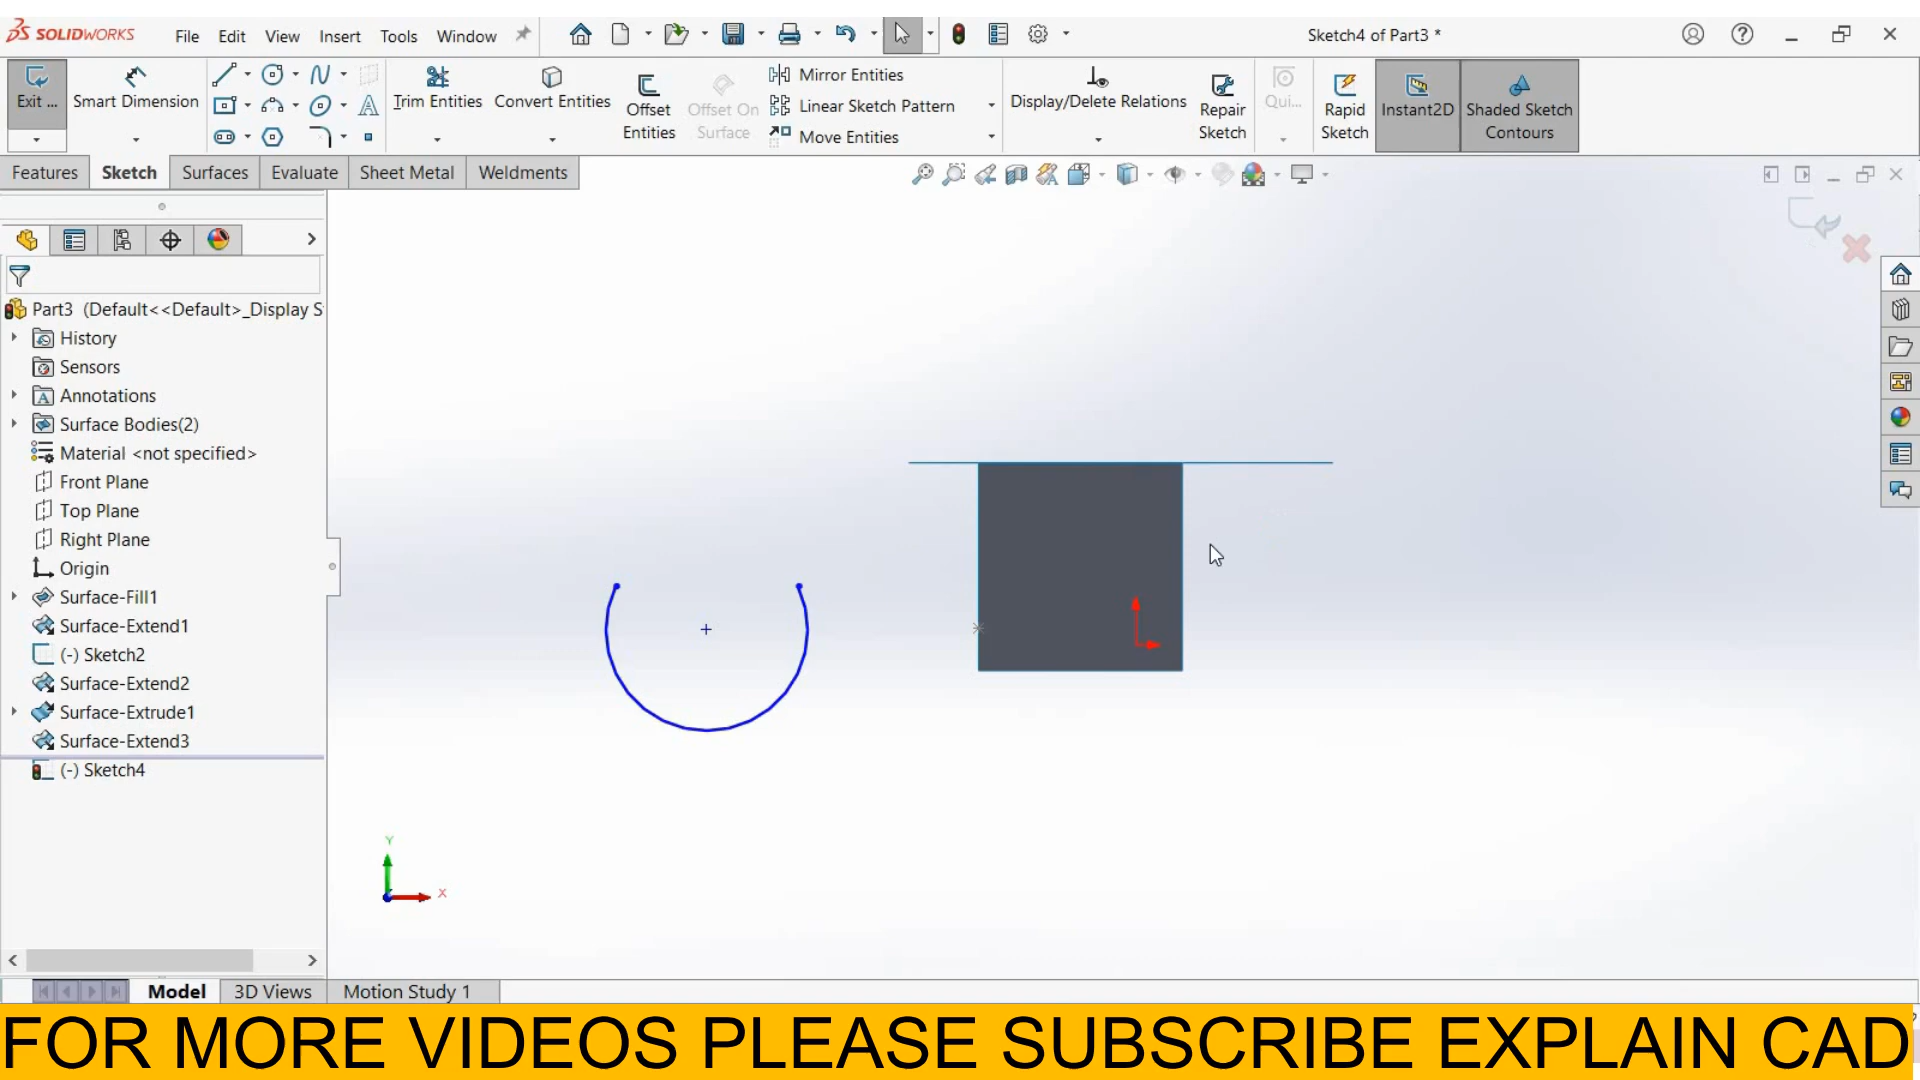 SOLIDWORKS
File Edit View Insert Tools Window
Sketch4 of Part3 *
Exit ...
Smart Dimension
Trim Entities
Convert Entities
Offset
Entities
Offset On
Surface
Mirror Entities
Linear Sketch Pattern
Move Entities
Display/Delete Relations
Repair
Sketch
Qui...
Rapid
Sketch
Instant2D
Shaded Sketch
Contours
Features Sketch Surfaces Evaluate Sheet Metal Weldments
Part3 (Default<<Default>_Display S
History
Sensors
Annotations
Surface Bodies(2)
Material <not specified>
Front Plane
Top Plane
Right Plane
Origin
Surface-Fill1
Surface-Extend1
(-) Sketch2
Surface-Extend2
Surface-Extrude1
Surface-Extend3
(-) Sketch4
Y
X
Model 3D Views Motion Study 1
FOR MORE VIDEOS PLEASE SUBSCRIBE EXPLAIN CAD